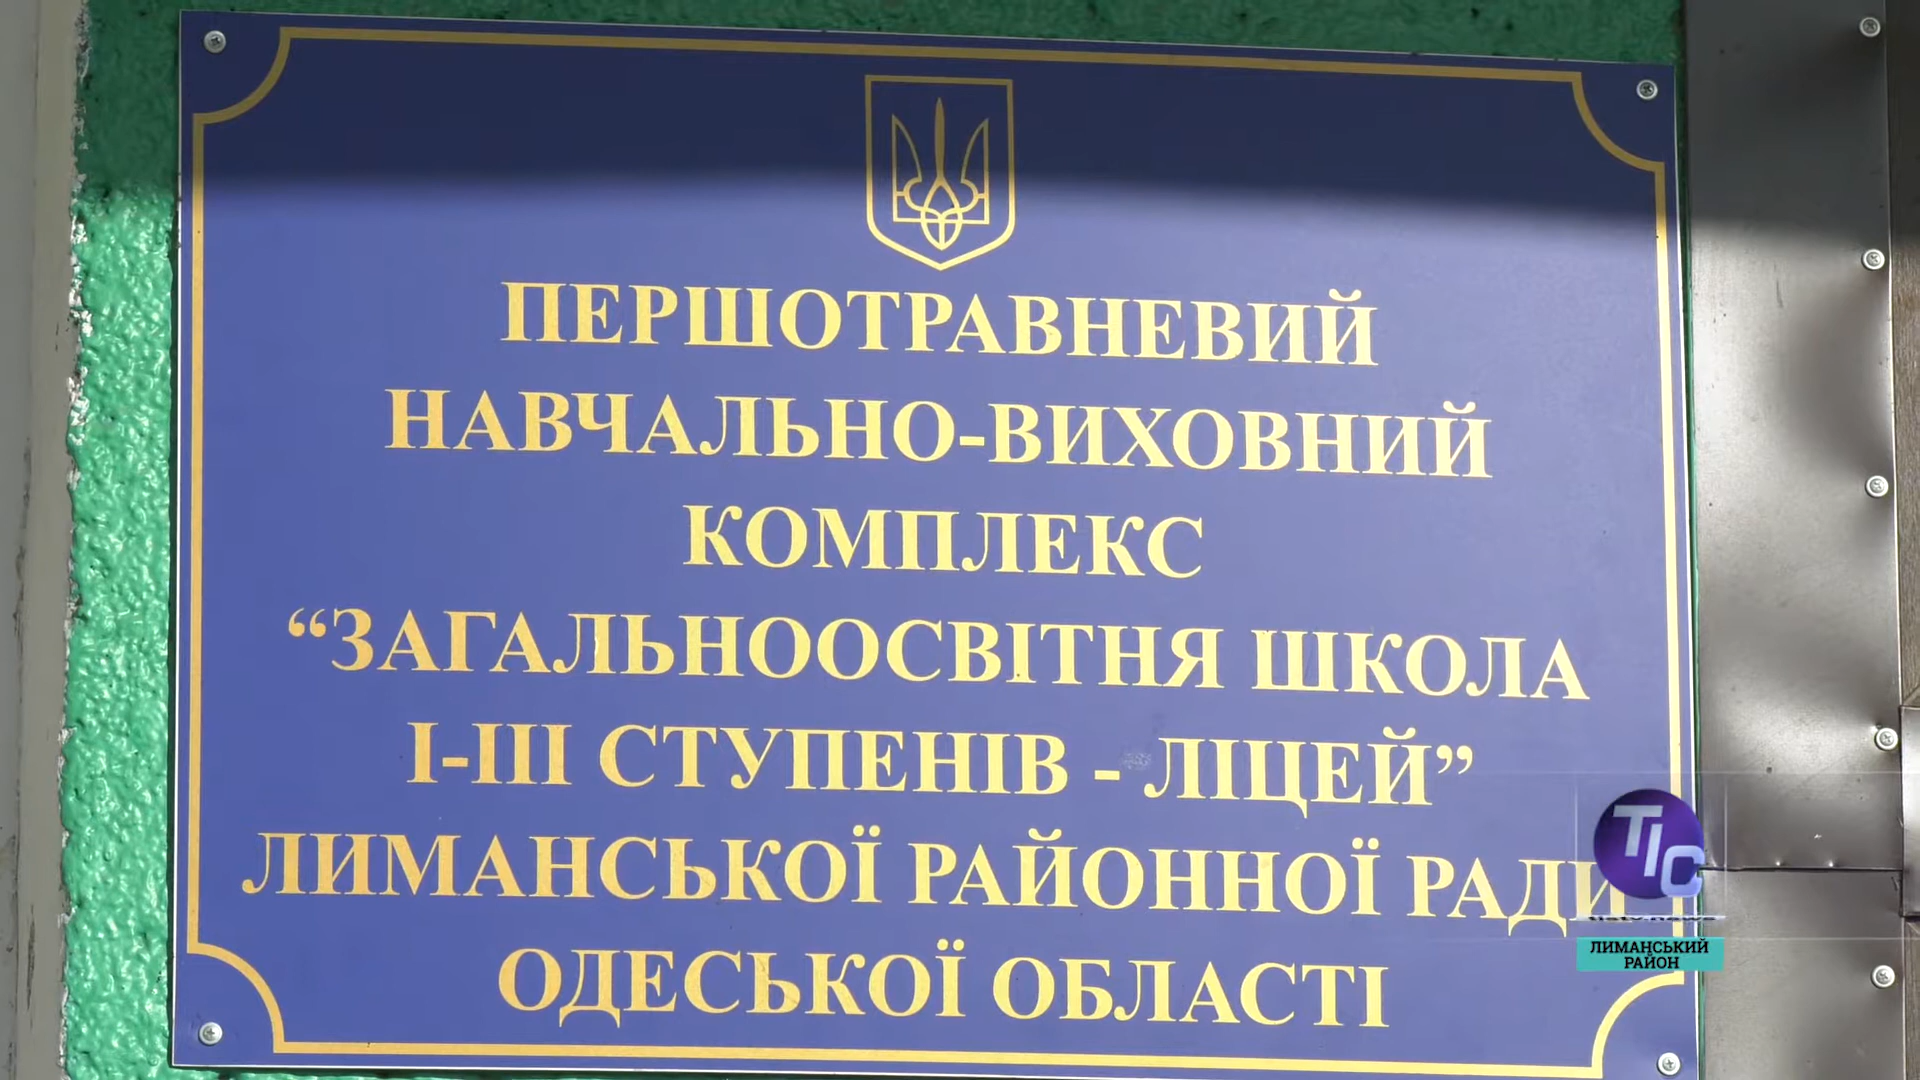 ПЕРШОТРАВНЕВИЙ
НАВЧАЛЬНО-ВИХОВНИЙ
КОМПЛЕКС
“ЗАГАЛЬНООСВІТНЯ ШКОЛА
І-ІІІ СТУПЕНІВ - ЛІЦЕЙ”
ЛИМАНСЬКОЇ РАЙОННОЇ РАДИ
ОДЕСЬКОЇ ОБЛАСТІ
ТІС
ЛИМАНСЬКИЙ
РАЙОН